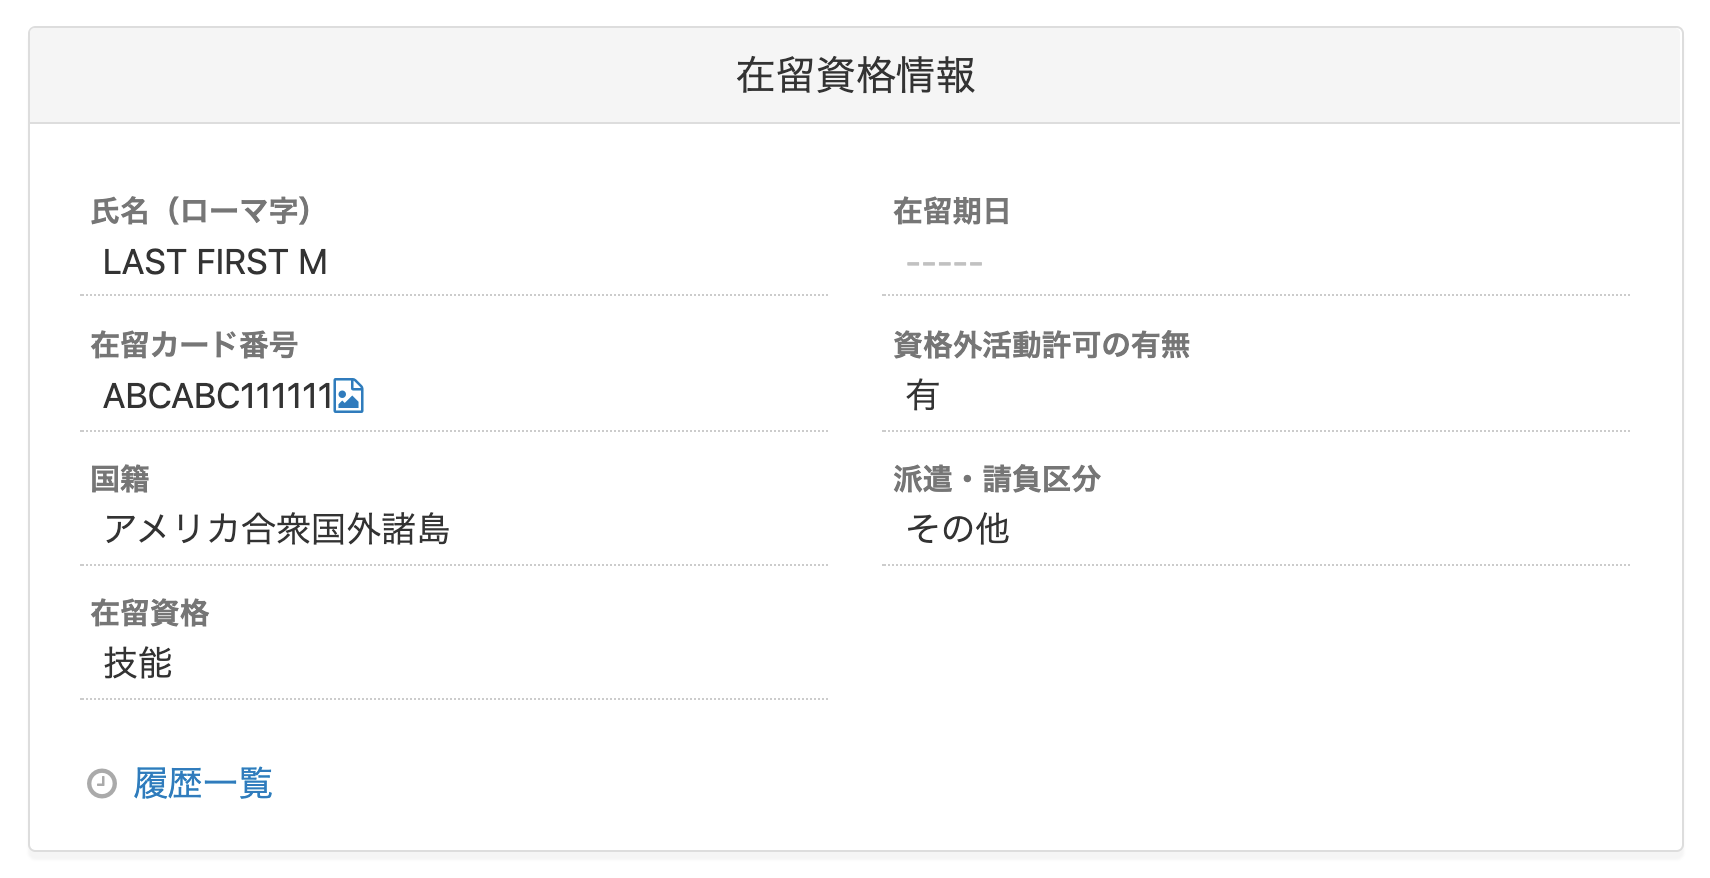 在留資格情報
氏名（ローマ字）
LAST FIRST M
在留カード番号
ABCABC111111
国籍
アメリカ合衆国外諸島
在留資格
技能
在留期日
-----
資格外活動許可の有無
有
派遣・請負区分
その他
履歴一覧